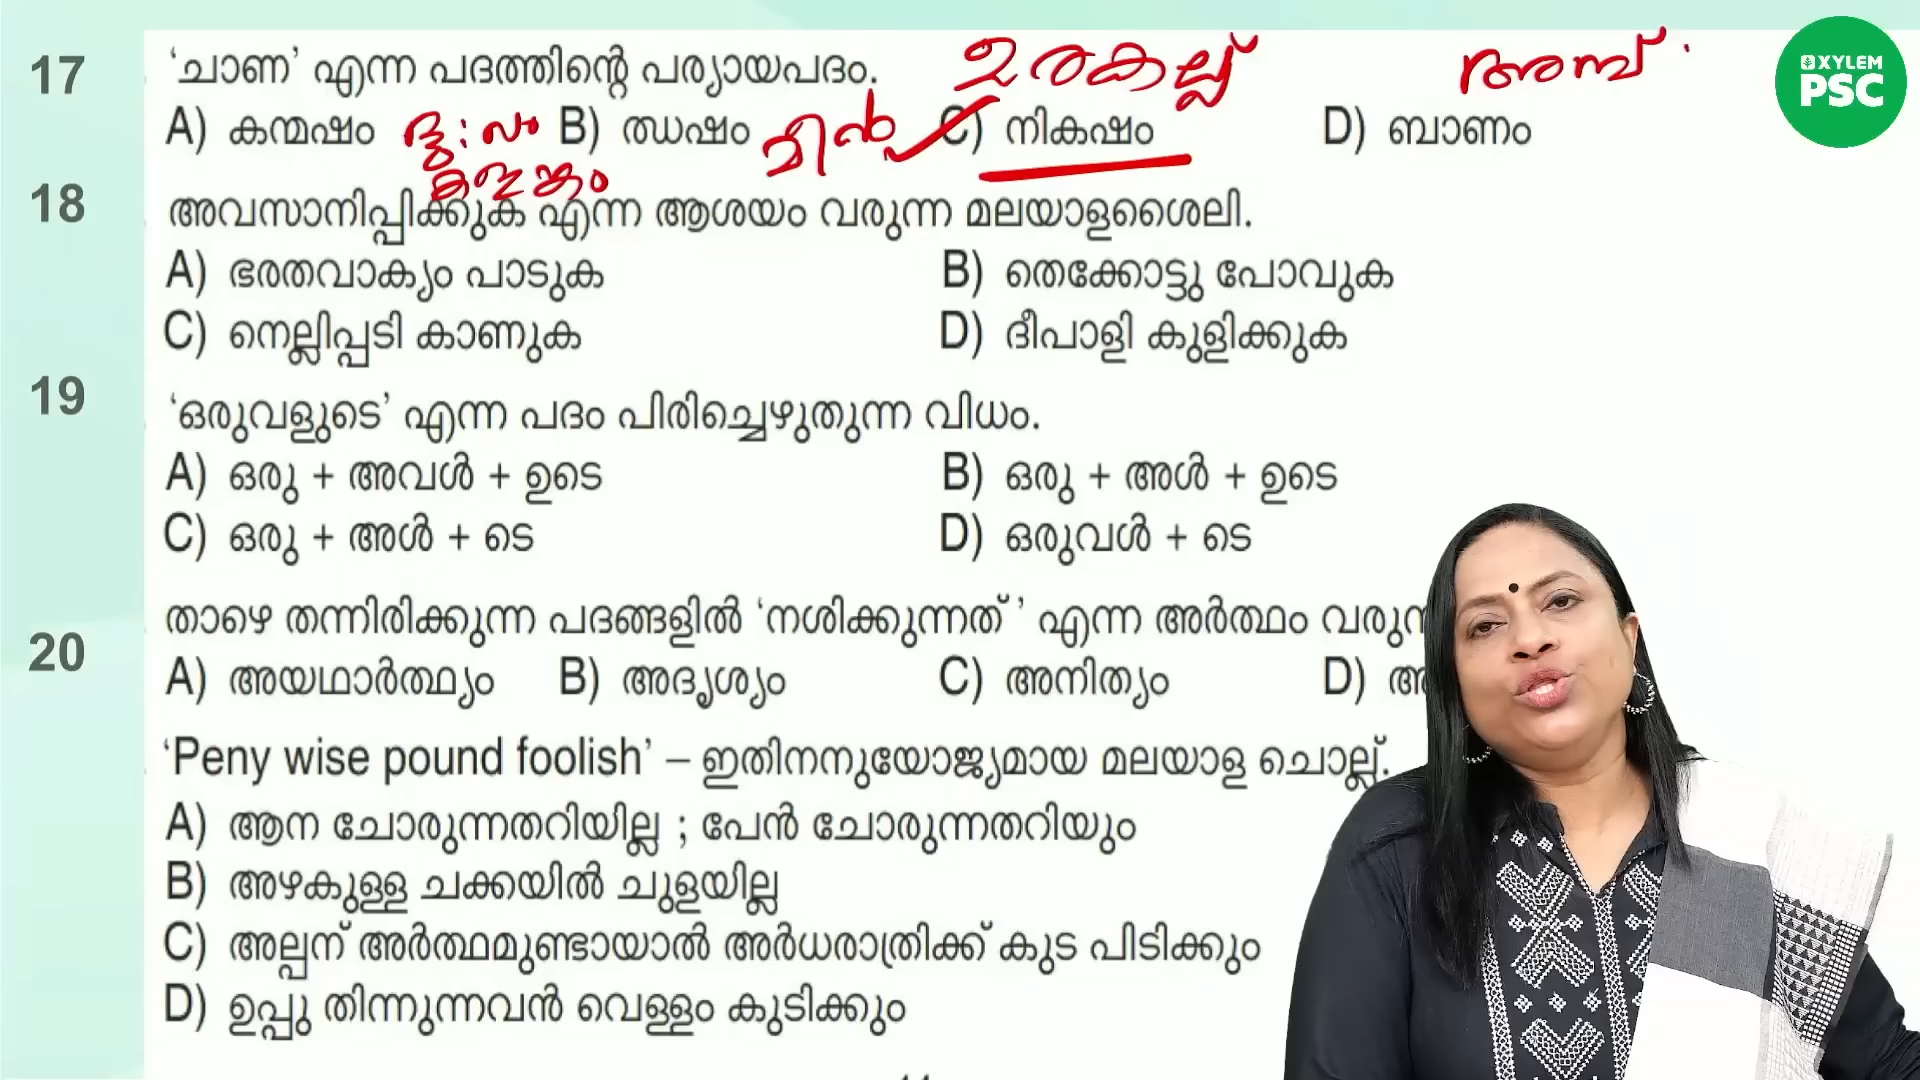 XYLEM
PSC
17
'ചാണ' എന്ന പദത്തിന്റെ പര്യായപദം. ഉരകല്ല് അമ്പ്
A) കന്മഷം ദു:ഖം B) ഝഷം മീൻ C) നികഷം D) ബാണം
കളങ്കം
18
അവസാനിപ്പിക്കുക എന്ന ആശയം വരുന്ന മലയാളശൈലി.
A) ഭരതവാക്യം പാടുക B) തെക്കോട്ടു പോവുക
C) നെല്ലിപ്പടി കാണുക D) ദീപാളി കുളിക്കുക
19
'ഒരുവളുടെ' എന്ന പദം പിരിച്ചെഴുതുന്ന വിധം.
A) ഒരു + അവൾ + ഉടെ B) ഒരു + അൾ + ഉടെ
C) ഒരു + അൾ + ടെ D) ഒരുവൾ + ടെ
20
താഴെ തന്നിരിക്കുന്ന പദങ്ങളിൽ 'നശിക്കുന്നത് ' എന്ന അർത്ഥം
A) അയഥാർത്ഥ്യം B) അദൃശ്യം C) അനിത്യം D)
'Peny wise pound foolish' – ഇതിനനുയോജ്യമായ മലയാള ചൊല്ല്.
A) ആന ചോരുന്നതറിയില്ല ; പേൻ ചോരുന്നതറിയും
B) അഴകുള്ള ചക്കയിൽ ചുളയില്ല
C) അല്പന് അർത്ഥമുണ്ടായാൽ അർധരാത്രിക്ക് കുട പിടിക്കും
D) ഉപ്പു തിന്നുന്നവൻ വെള്ളം കുടിക്കും